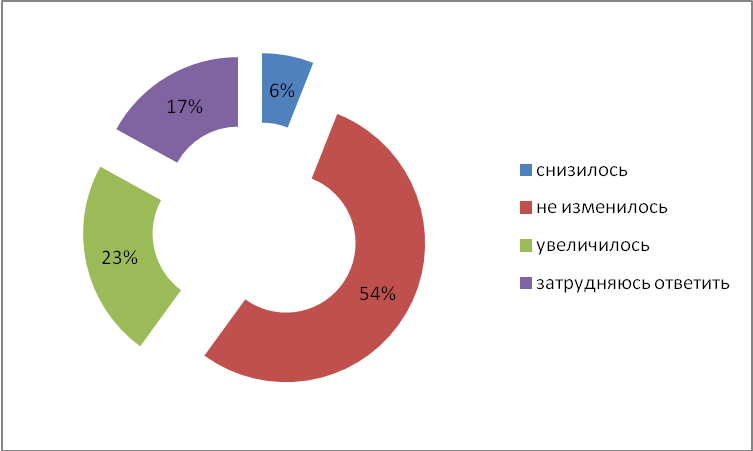 6%
17%
23%
54%
снизилось
не изменилось
увеличилось
затрудняюсь ответить